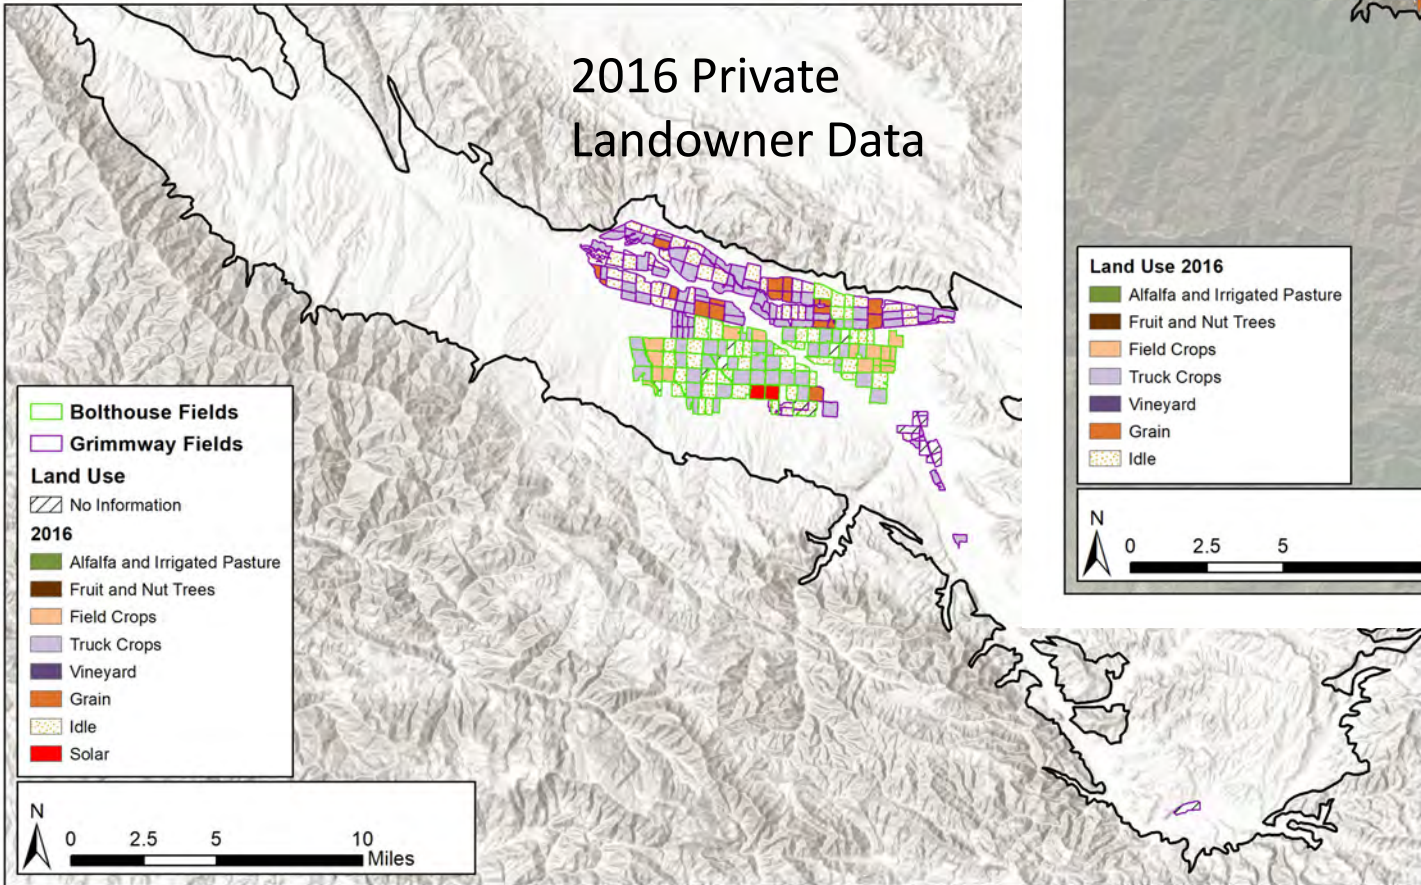 2016 Private
Landowner Data
Bolthouse Fields
Grimmway Fields
Land Use
No Information
2016
Alfalfa and Irrigated Pasture
Fruit and Nut Trees
Field Crops
Truck Crops
Vineyard
Grain
Idle
Solar
N
0 2.5 5 10
Miles
Land Use 2016
Alfalfa and Irrigated Pasture
Fruit and Nut Trees
Field Crops
Truck Crops
Vineyard
Grain
Idle
N
0 2.5 5